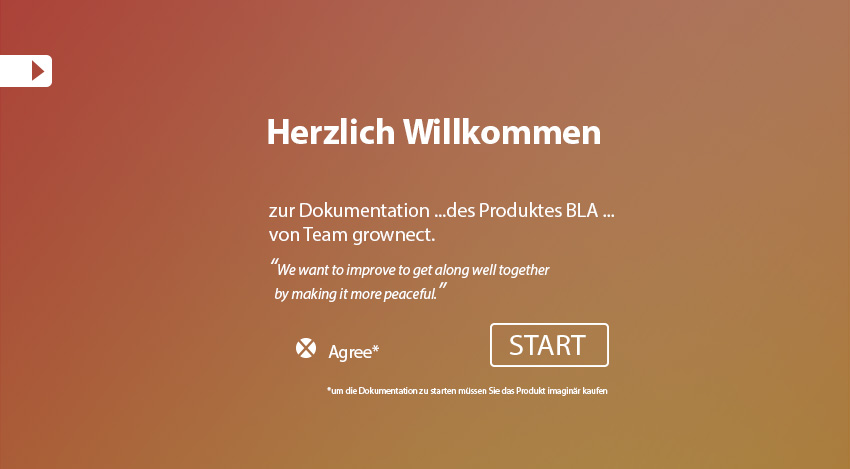 Herzlich Willkommen
zur Dokumentation ...des Produktes BLA ...
von Team grownect.
“We want to improve to get along well together
by making it more peaceful.”
Agree*
START
*um die Dokumentation zu starten müssen Sie das Produkt imaginär kaufen